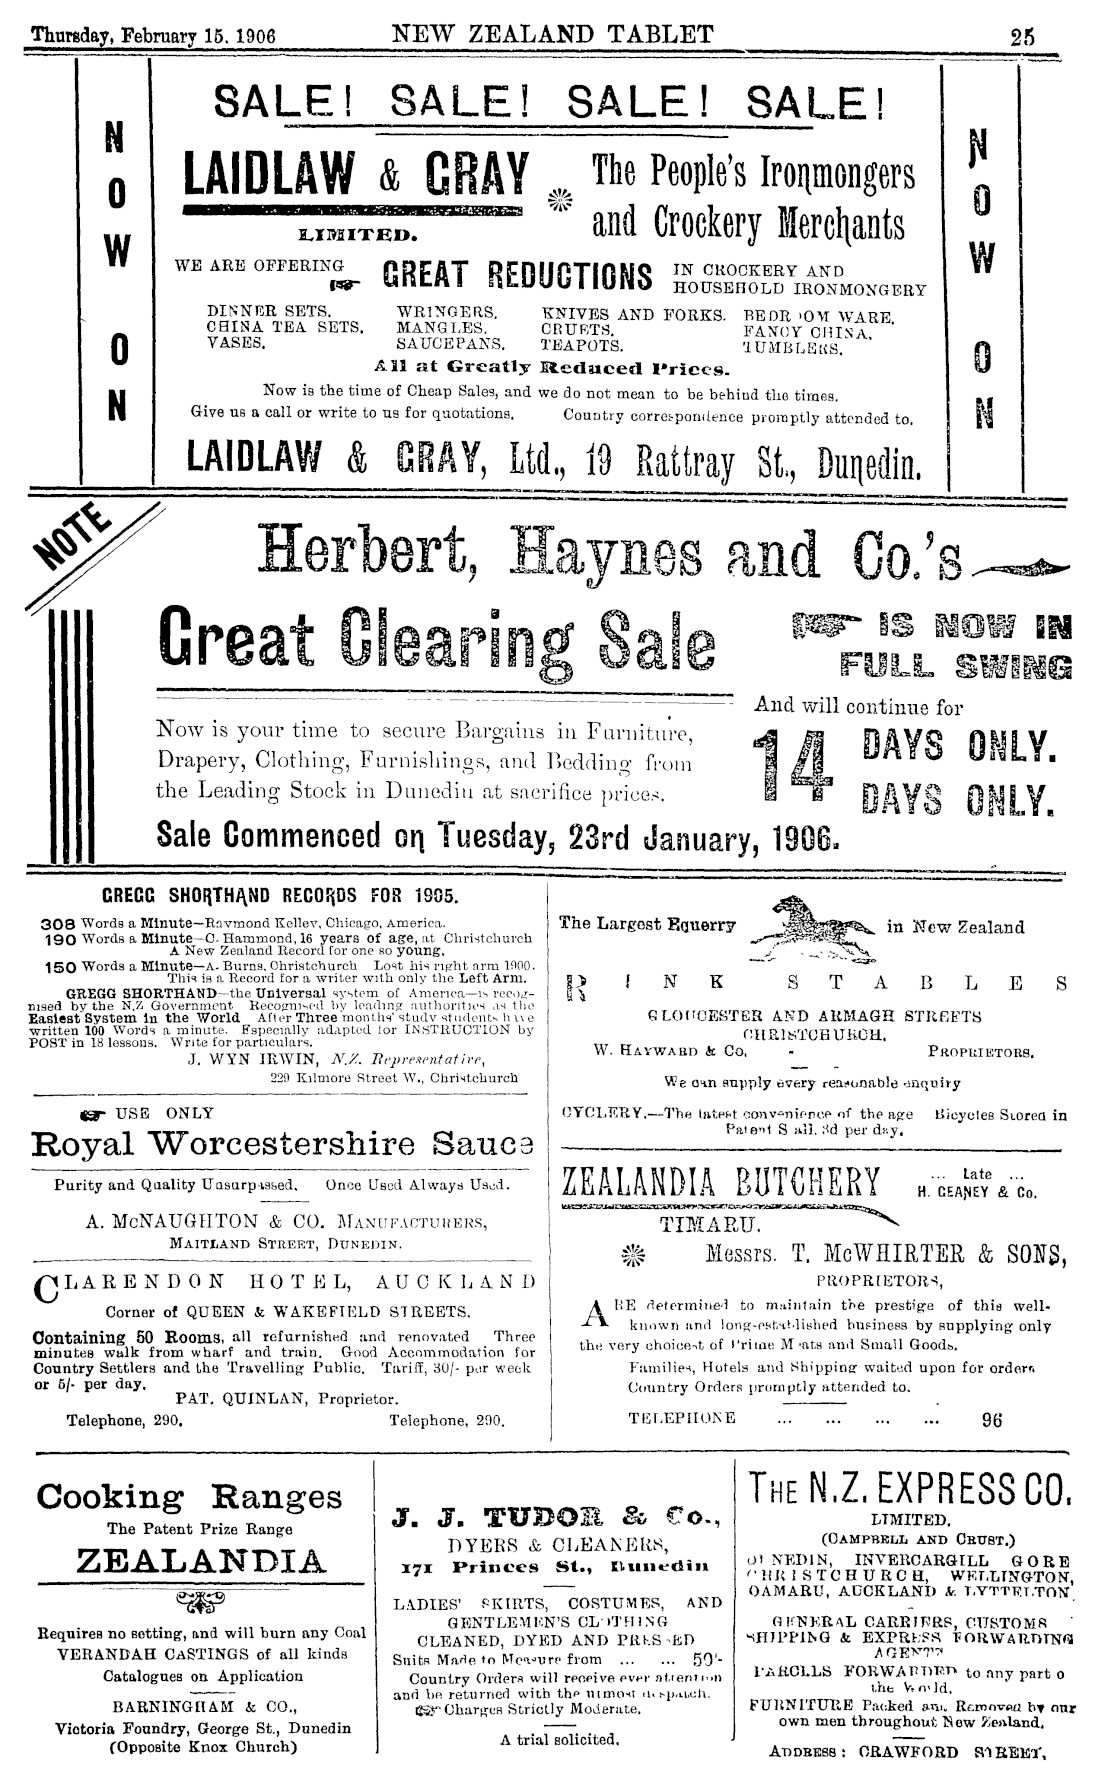 Thursday, February 15, 1906 NEW ZEALAND TABLET 25
NOW ON
SALE! SALE! SALE! SALE!
LAIDLAW & GRAY
LIMITED.
The People's Ironmongers
and Crockery Merchants
WE ARE OFFERING GREAT REDUCTIONS IN CROCKERY AND
HOUSEHOLD IRONMONGERY
DINNER SETS. WRINGERS. KNIVES AND FORKS. BEDROOM WARE.
CHINA TEA SETS. MANGLES. CRUETS. FANCY CHINA.
VASES. SAUCEPANS. TEAPOTS. TUMBLERS.
All at Greatly Reduced Prices.
Now is the time of Cheap Sales, and we do not mean to be behind the times.
Give us a call or write to us for quotations. Country correspondence promptly attended to.
LAIDLAW & GRAY, Ltd., 19 Rattray St., Dunedin.
NOW ON
NOTE
Herbert, Haynes and Co.'s
Great Clearing Sale
IS NOW IN
FULL SWING
And will continue for
14 DAYS ONLY.
DAYS ONLY.
Now is your time to secure Bargains in Furniture,
Drapery, Clothing, Furnishings, and Bedding from
the Leading Stock in Dunedin at sacrifice prices.
Sale Commenced on Tuesday, 23rd January, 1906.
GREGG SHORTHAND RECORDS FOR 1905.
308 Words a Minute—Raymond Kelley, Chicago, America.
190 Words a Minute—C. Hammond, 16 years of age, at Christchurch
A New Zealand Record for one so young.
150 Words a Minute—A. Burns, Christchurch Lost his right arm 1900.
This is a Record for a writer with only the Left Arm.
GREGG SHORTHAND—the Universal system of America—is recog-
nised by the N.Z. Government Recognised by leading authorities as the
Easiest System in the World After Three months' study students have
written 100 Words a minute. Especially adapted for INSTRUCTION by
POST in 18 lessons. Write for particulars.
J. WYN IRWIN, N.Z. Representative,
229 Kilmore Street W., Christchurch
USE ONLY
Royal Worcestershire Sauce
Purity and Quality Unsurpassed. Once Used Always Used.
A. McNAUGHTON & CO. MANUFACTURERS,
MAITLAND STREET, DUNEDIN.
CLARENDON HOTEL, AUCKLAND
Corner of QUEEN & WAKEFIELD STREETS.
Containing 50 Rooms, all refurnished and renovated Three
minutes walk from wharf and train. Good Accommodation for
Country Settlers and the Travelling Public. Tariff, 30/- per week
or 5/- per day.
PAT. QUINLAN, Proprietor.
Telephone, 290. Telephone, 290.
The Largest Equerry in New Zealand
RINK STABLES
GLOUCESTER AND ARMAGH STREETS
CHRISTCHURCH.
W. HAYWARD & Co, - PROPRIETORS.
We can supply every reasonable enquiry
CYCLERY.—The latest convenience of the age Bicycles Stored in
Patent Stall, 3d per day.
ZEALANDIA BUTCHERY
... Late ...
H. GEANEY & Co.
TIMARU.
Messrs. T. McWHIRTER & SONS,
PROPRIETORS,
ARE determined to maintain the prestige of this well-
known and long-established business by supplying only
the very choicest of Prime Meats and Small Goods.
Families, Hotels and Shipping waited upon for orders
Country Orders promptly attended to.
TELEPHONE ... ... ... ... 96
Cooking Ranges
The Patent Prize Range
ZEALANDIA
Requires no setting, and will burn any Coal
VERANDAH CASTINGS of all kinds
Catalogues on Application
BARNINGHAM & CO.,
Victoria Foundry, George St., Dunedin
(Opposite Knox Church)
J. J. TUDOR & Co.,
DYERS & CLEANERS,
171 Princes St., Dunedin
LADIES' SKIRTS, COSTUMES, AND
GENTLEMEN'S CLOTHING
CLEANED, DYED AND PRESSED
Suits Made to Measure from ... ... 50'-
Country Orders will receive every attention
and be returned with the utmost despatch.
Charges Strictly Moderate.
A trial solicited.
THE N.Z. EXPRESS CO.
LIMITED.
(CAMPBELL AND CRUST.)
DUNEDIN, INVERCARGILL GORE
CHRISTCHURCH, WELLINGTON,
OAMARU, AUCKLAND & LYTTELTON
GENERAL CARRIERS, CUSTOMS
SHIPPING & EXPRESS FORWARDING
AGENTS
PARCELS FORWARDED to any part o
the World.
FURNITURE Packed and Removed by our
own men throughout New Zealand.
ADDRESS: CRAWFORD STREET.